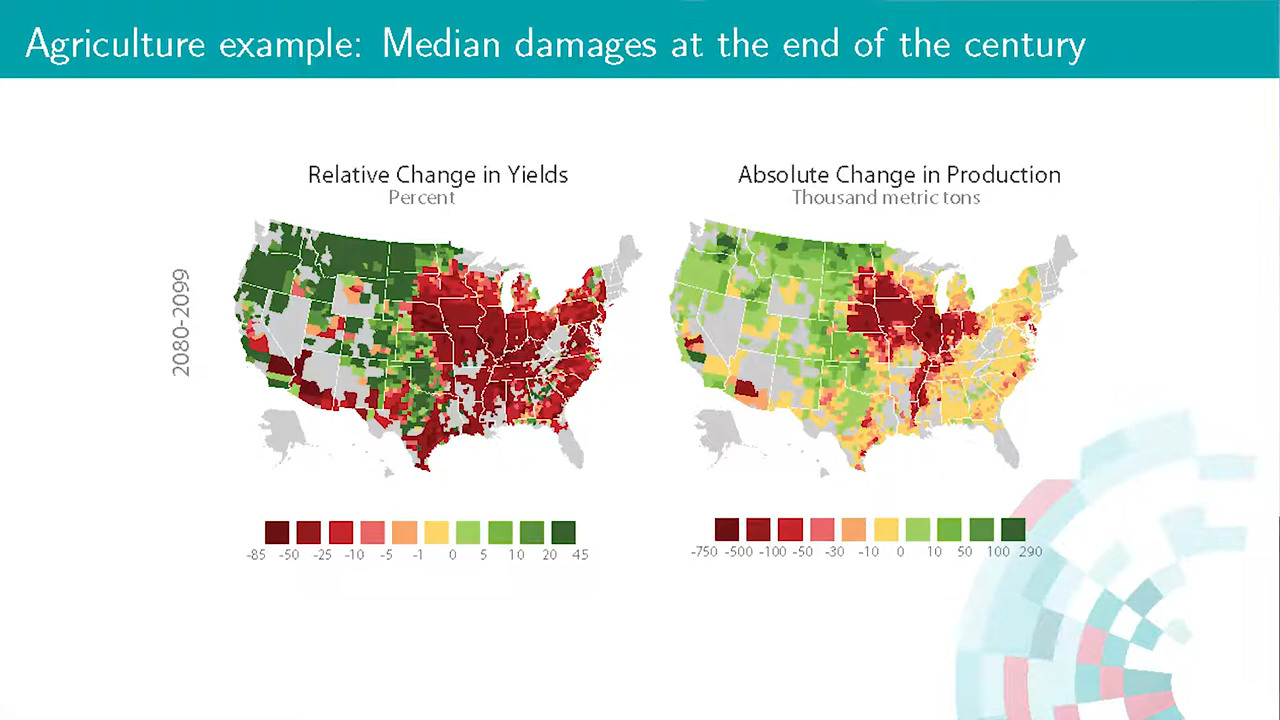 Agriculture example: Median damages at the end of the century
Relative Change in Yields
Percent
Absolute Change in Production
Thousand metric tons
2080-2099
-85 -50 -25 -10 -5 -1 0 5 10 20 45
-750 -500 -100 -50 -30 -10 0 10 50 100 290